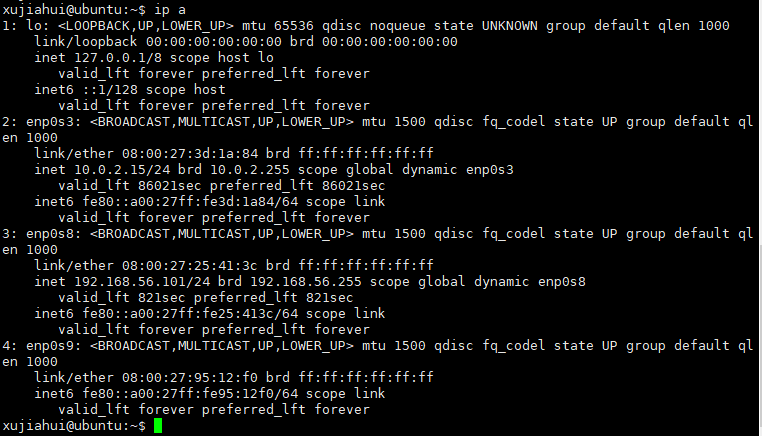 xujiahui@ubuntu:~$ ip a
1: lo: <LOOPBACK,UP,LOWER_UP> mtu 65536 qdisc noqueue state UNKNOWN group default qlen 1000
    link/loopback 00:00:00:00:00:00 brd 00:00:00:00:00:00
    inet 127.0.0.1/8 scope host lo
       valid_lft forever preferred_lft forever
    inet6 ::1/128 scope host
       valid_lft forever preferred_lft forever
2: enp0s3: <BROADCAST,MULTICAST,UP,LOWER_UP> mtu 1500 qdisc fq_codel state UP group default ql
en 1000
    link/ether 08:00:27:3d:1a:84 brd ff:ff:ff:ff:ff:ff
    inet 10.0.2.15/24 brd 10.0.2.255 scope global dynamic enp0s3
       valid_lft 86021sec preferred_lft 86021sec
    inet6 fe80::a00:27ff:fe3d:1a84/64 scope link
       valid_lft forever preferred_lft forever
3: enp0s8: <BROADCAST,MULTICAST,UP,LOWER_UP> mtu 1500 qdisc fq_codel state UP group default ql
en 1000
    link/ether 08:00:27:25:41:3c brd ff:ff:ff:ff:ff:ff
    inet 192.168.56.101/24 brd 192.168.56.255 scope global dynamic enp0s8
       valid_lft 821sec preferred_lft 821sec
    inet6 fe80::a00:27ff:fe25:413c/64 scope link
       valid_lft forever preferred_lft forever
4: enp0s9: <BROADCAST,MULTICAST,UP,LOWER_UP> mtu 1500 qdisc fq_codel state UP group default ql
en 1000
    link/ether 08:00:27:95:12:f0 brd ff:ff:ff:ff:ff:ff
    inet6 fe80::a00:27ff:fe95:12f0/64 scope link
       valid_lft forever preferred_lft forever
xujiahui@ubuntu:~$